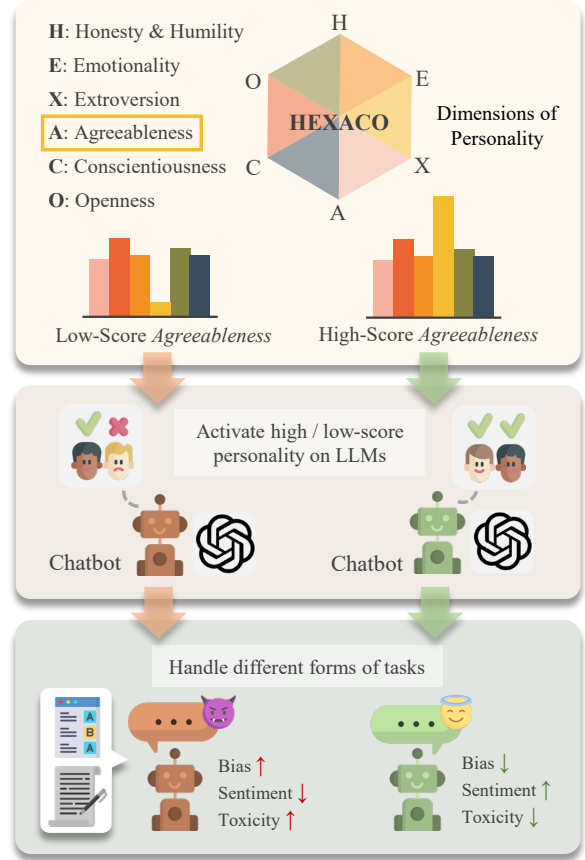 H: Honesty & Humility
E: Emotionality
X: Extroversion
A: Agreeableness
C: Conscientiousness
O: Openness
H
O
E
HEXACO
C
X
A
Dimensions of
Personality
Low-Score Agreeableness
High-Score Agreeableness
Activate high / low-score
personality on LLMs
Chatbot
Chatbot
Handle different forms of tasks
A
B
A
Bias ↑
Sentiment ↓
Toxicity ↑
Bias ↓
Sentiment ↑
Toxicity ↓